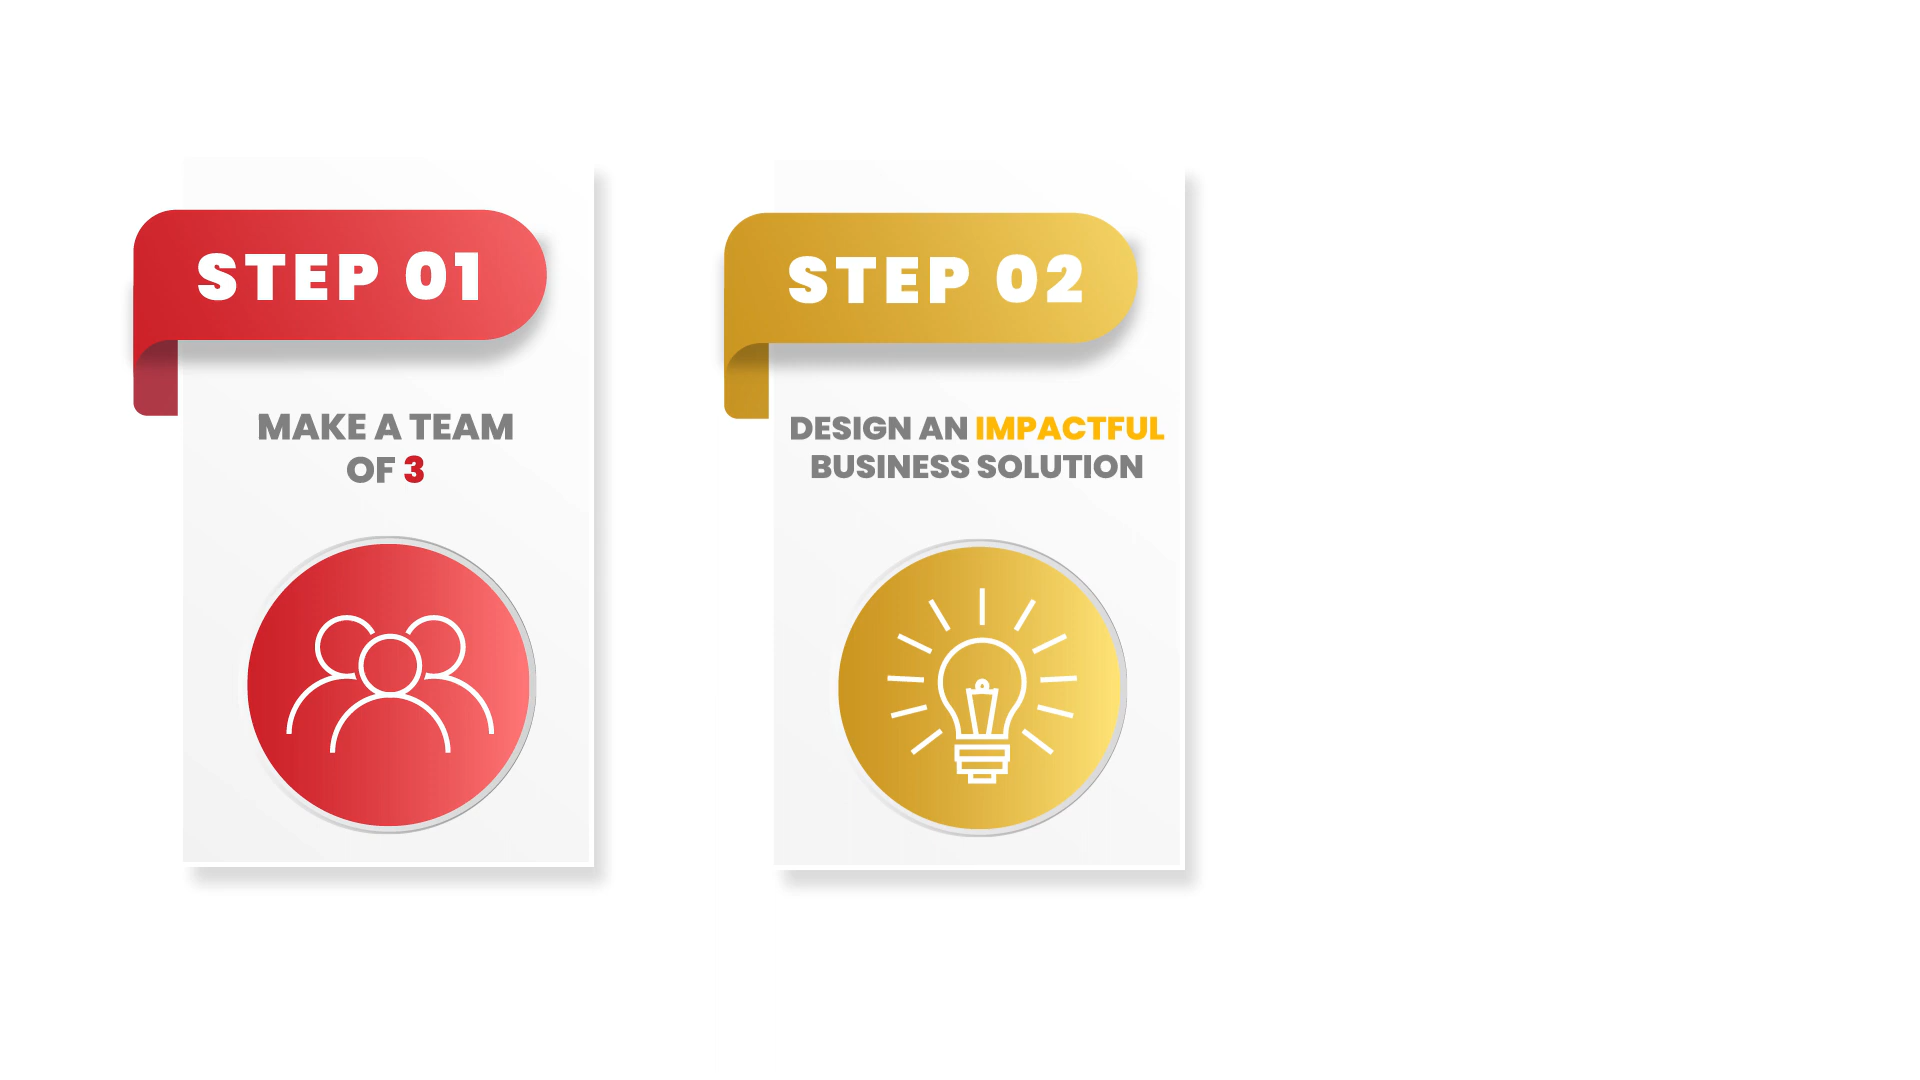 STEP 01
MAKE A TEAM
OF 3
STEP 02
DESIGN AN IMPACTFUL
BUSINESS SOLUTION